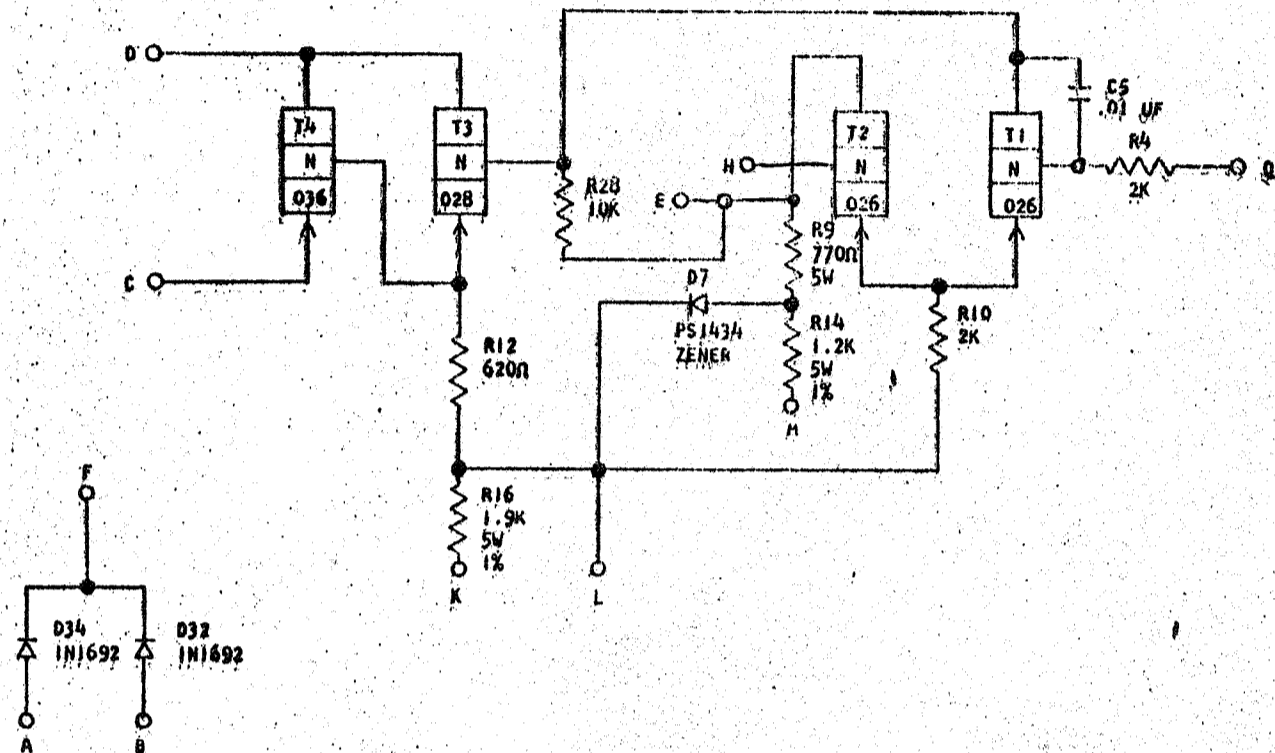 D
T4
N
036
T3
N
028
R28
10K
H
E
T2
N
026
T1
N
026
C5
.01 UF
R4
2K
Q
C
R12
620Ω
D7
PS1434
ZENER
R9
770Ω
5W
R14
1.2K
5W
1%
M
R10
2K
F
R16
1.9K
5W
1%
K
L
D34
1N1692
D32
1N1692
A
B